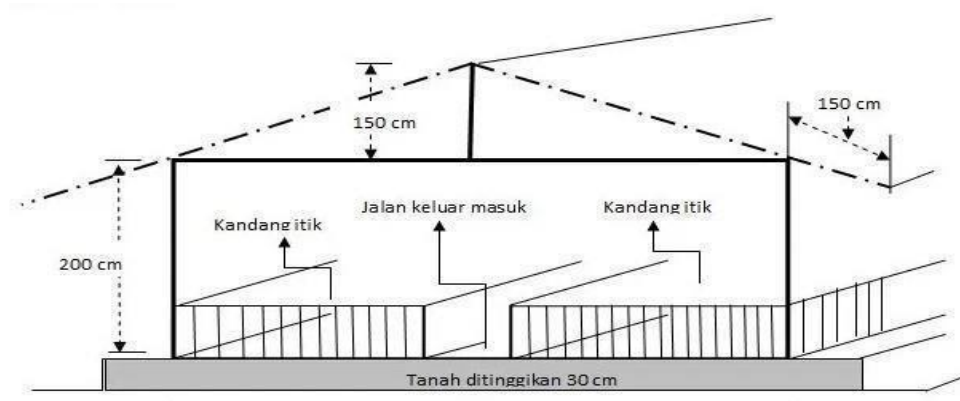 150 cm
150 cm
Jalan keluar masuk
Kandang itik
Kandang itik
200 cm
Tanah ditinggikan 30 cm